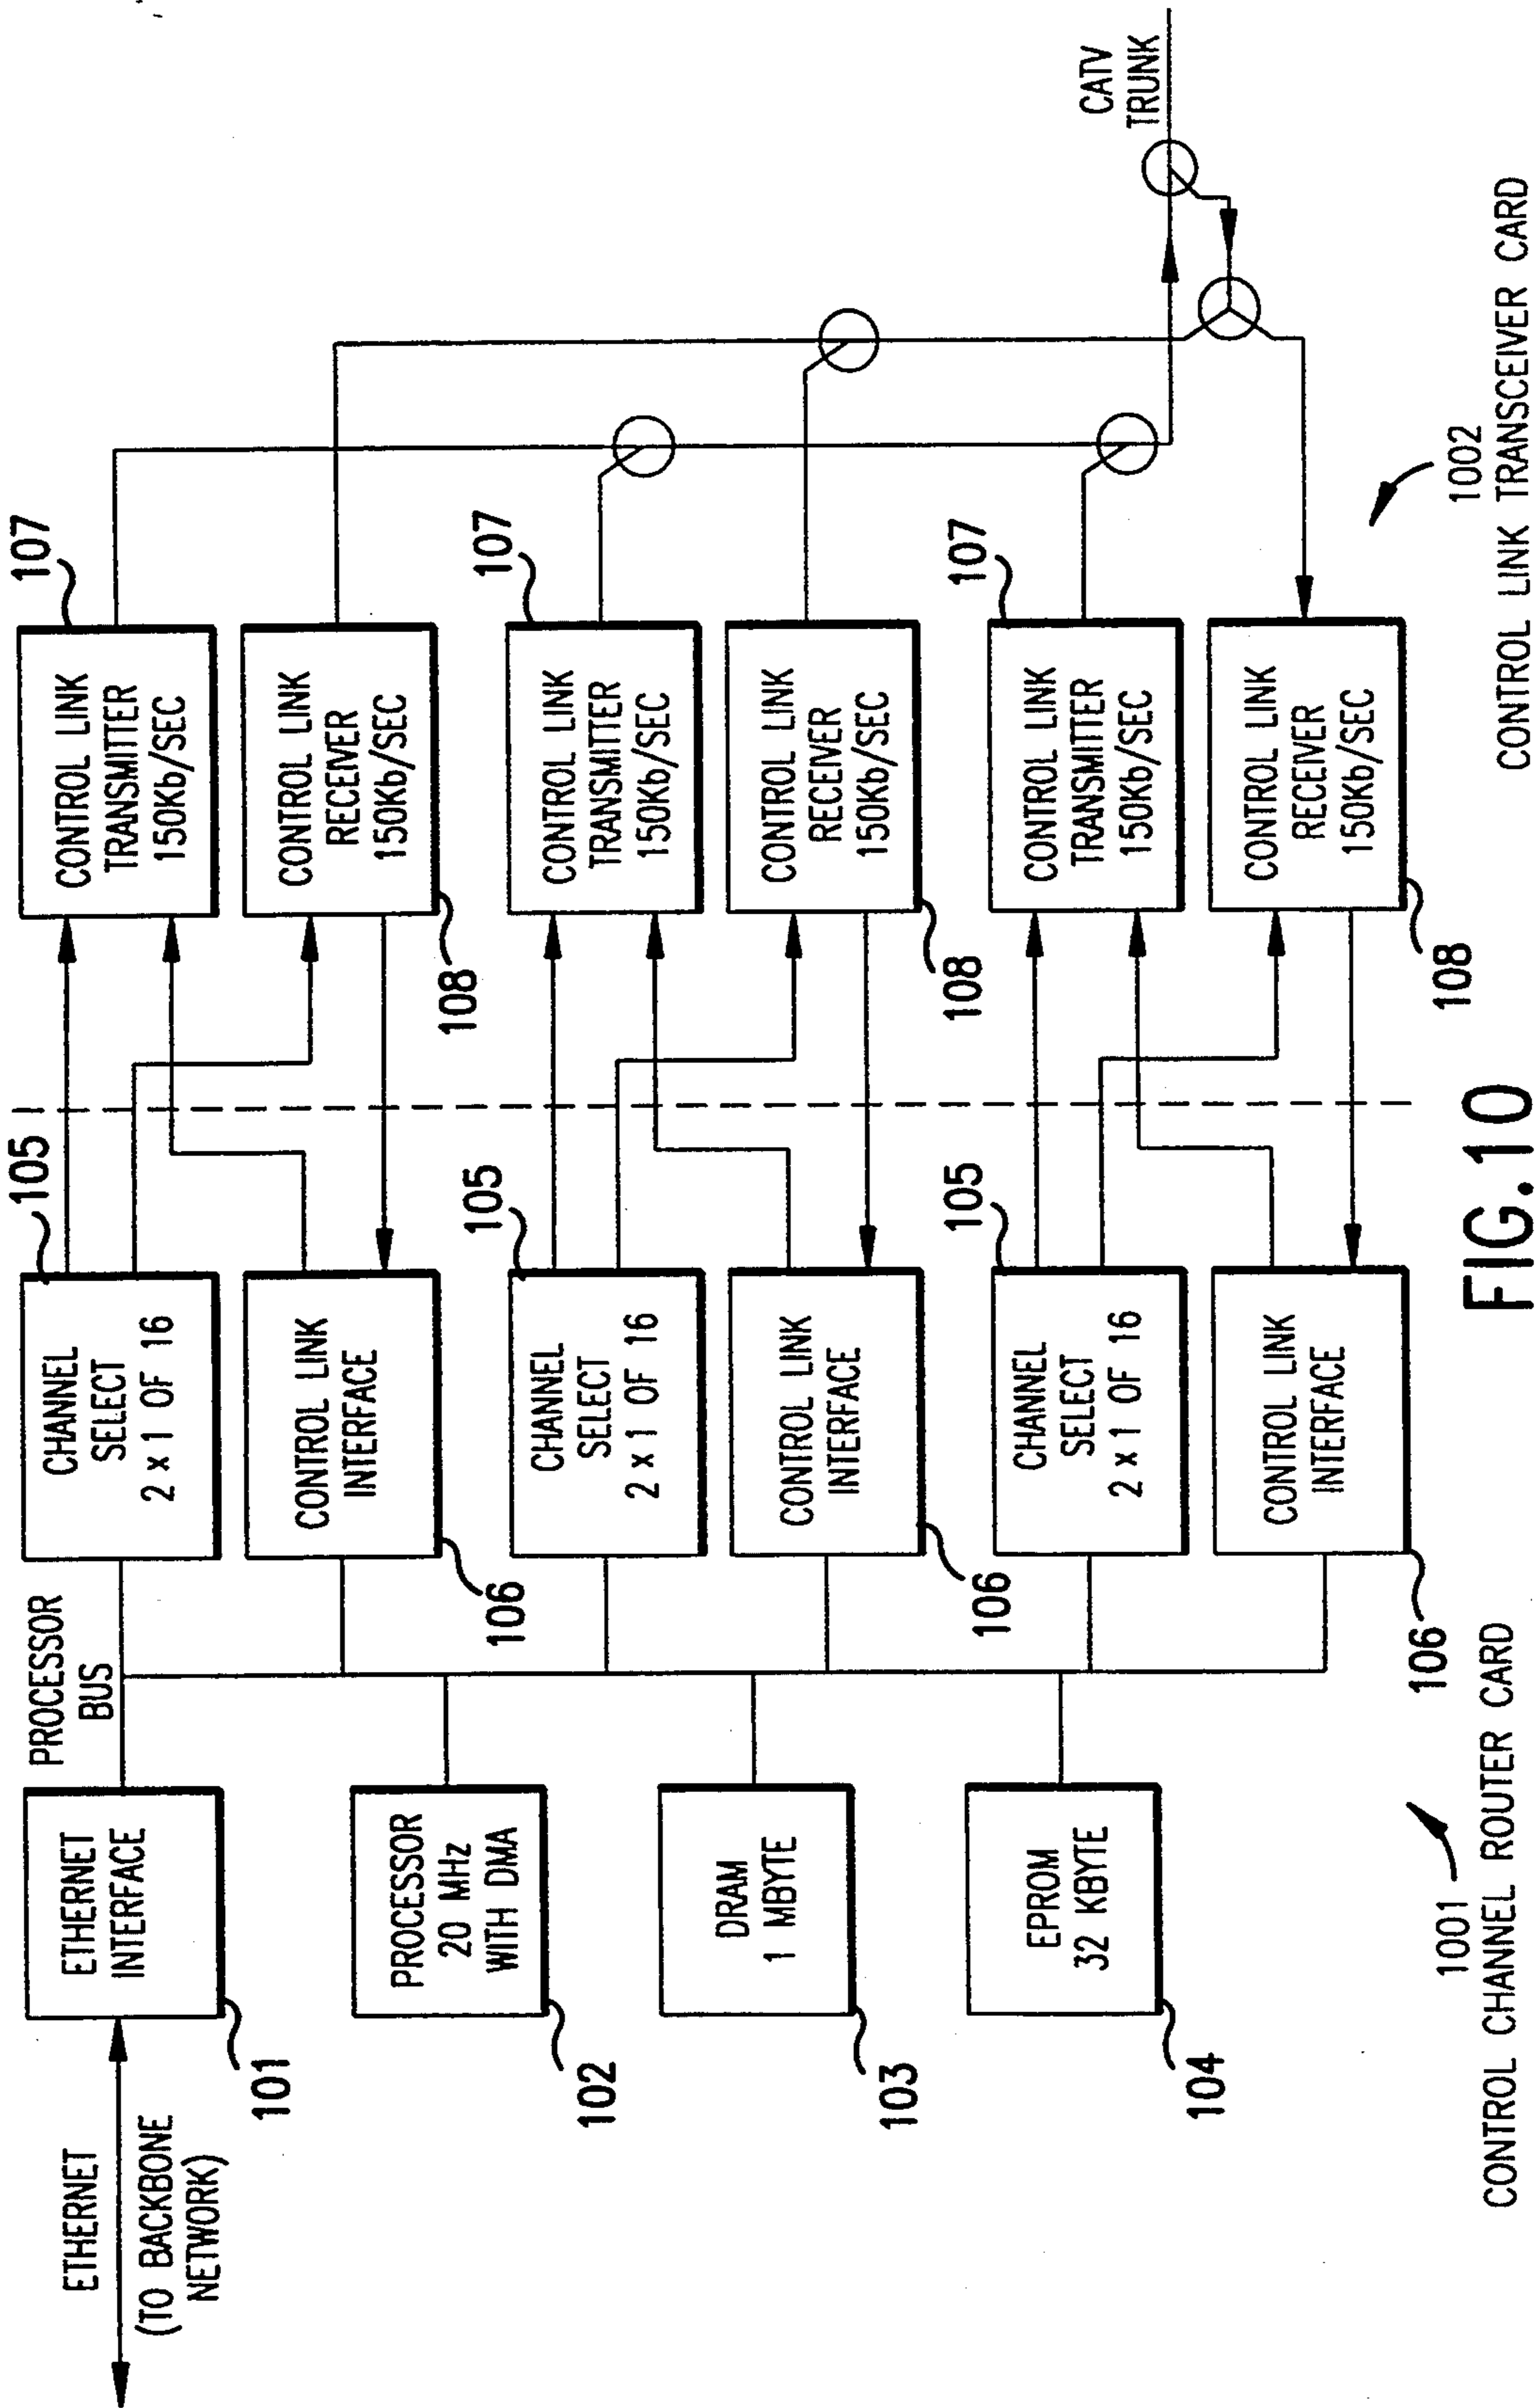 ETHERNET
(TO BACKBONE
NETWORK)
ETHERNET
INTERFACE
101
PROCESSOR
20 MHz
WITH DMA
102
DRAM
1 MBYTE
103
EPROM
32 KBYTE
104
PROCESSOR
BUS
CHANNEL
SELECT
2 x 1 OF 16
105
CONTROL LINK
INTERFACE
106
CHANNEL
SELECT
2 x 1 OF 16
105
CONTROL LINK
INTERFACE
106
CHANNEL
SELECT
2 x 1 OF 16
105
CONTROL LINK
INTERFACE
106
CONTROL LINK
TRANSMITTER
150Kb/SEC
107
CONTROL LINK
RECEIVER
150Kb/SEC
108
CONTROL LINK
TRANSMITTER
150Kb/SEC
107
CONTROL LINK
RECEIVER
150Kb/SEC
108
CONTROL LINK
TRANSMITTER
150Kb/SEC
107
CONTROL LINK
RECEIVER
150Kb/SEC
108
CATV
TRUNK
1001
CONTROL CHANNEL ROUTER CARD
1002
CONTROL LINK TRANSCEIVER CARD
FIG.10